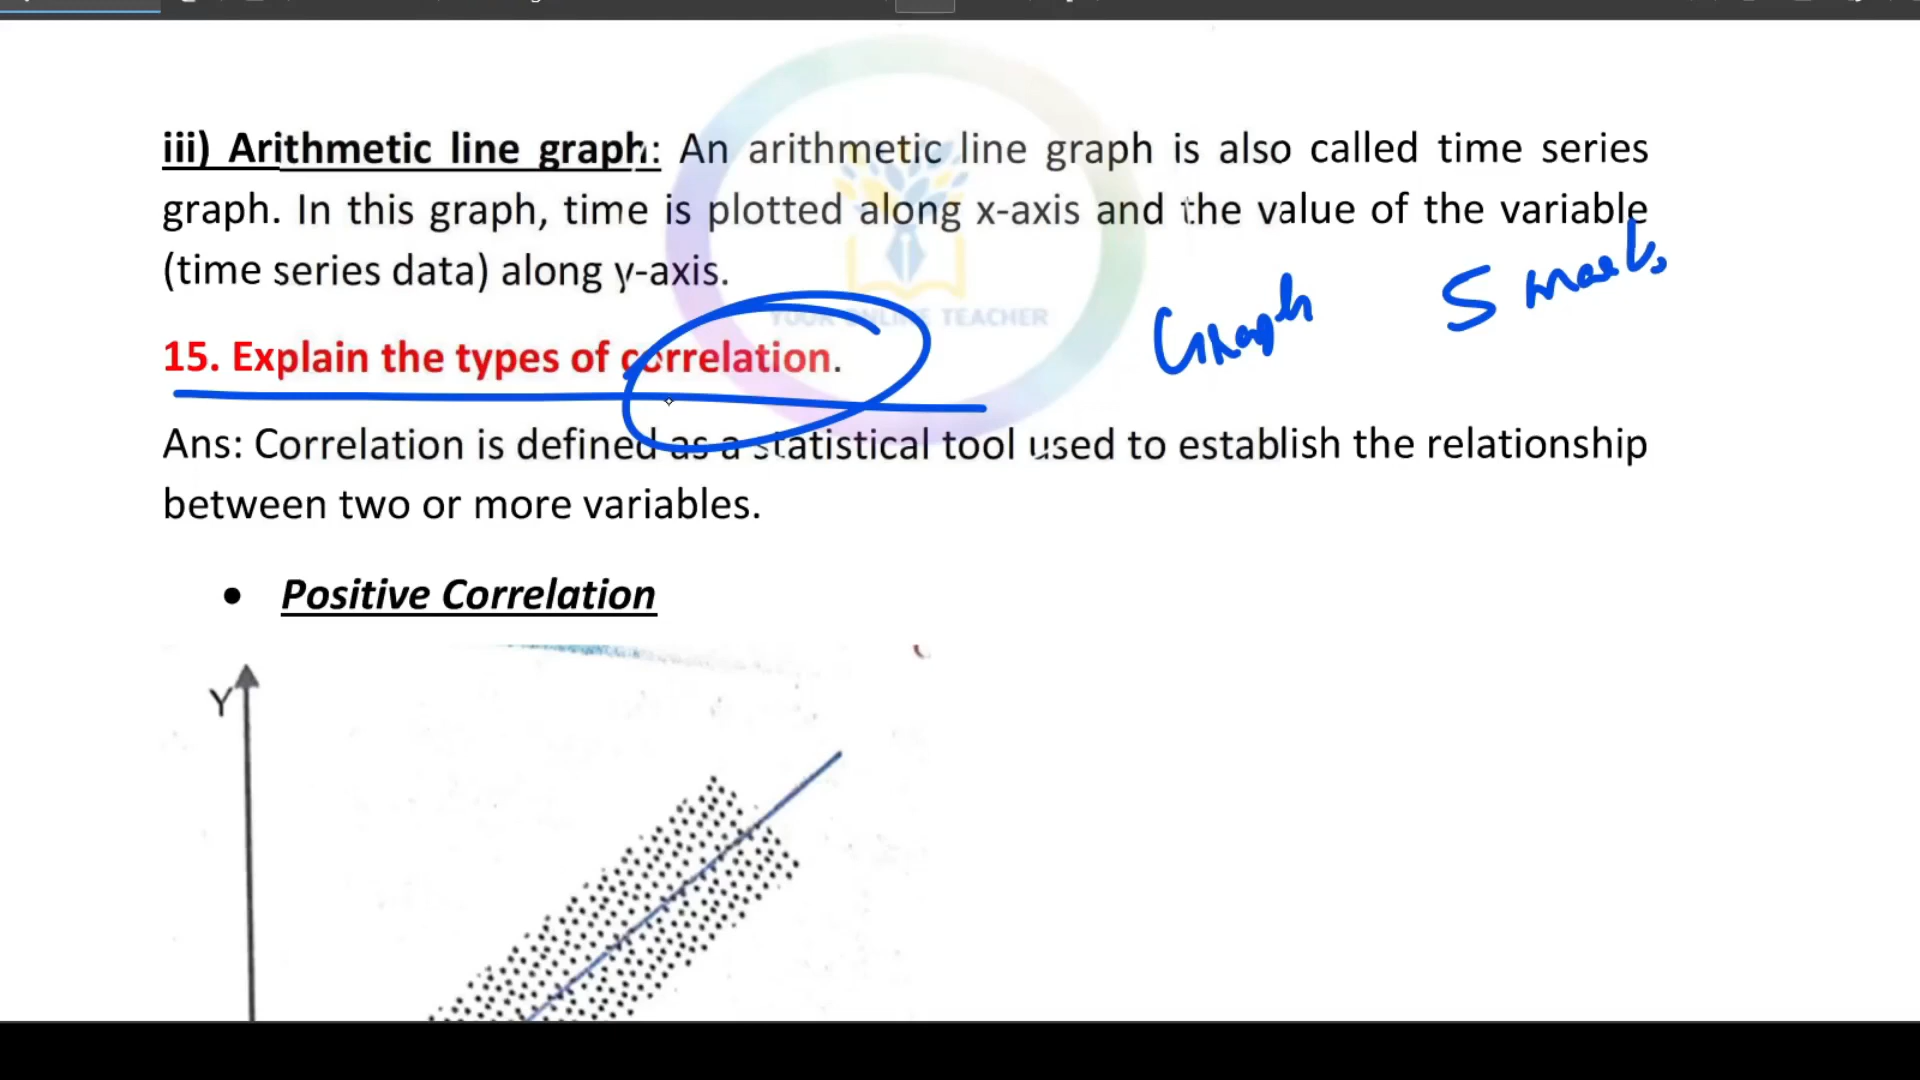 iii) Arithmetic line graph: An arithmetic line graph is also called time series
graph. In this graph, time is plotted along x-axis and the value of the variable
(time series data) along y-axis.
YOUR ONLINE TEACHER
Graph 5 marks
15. Explain the types of correlation.
Ans: Correlation is defined as a statistical tool used to establish the relationship
between two or more variables.
• Positive Correlation
Y